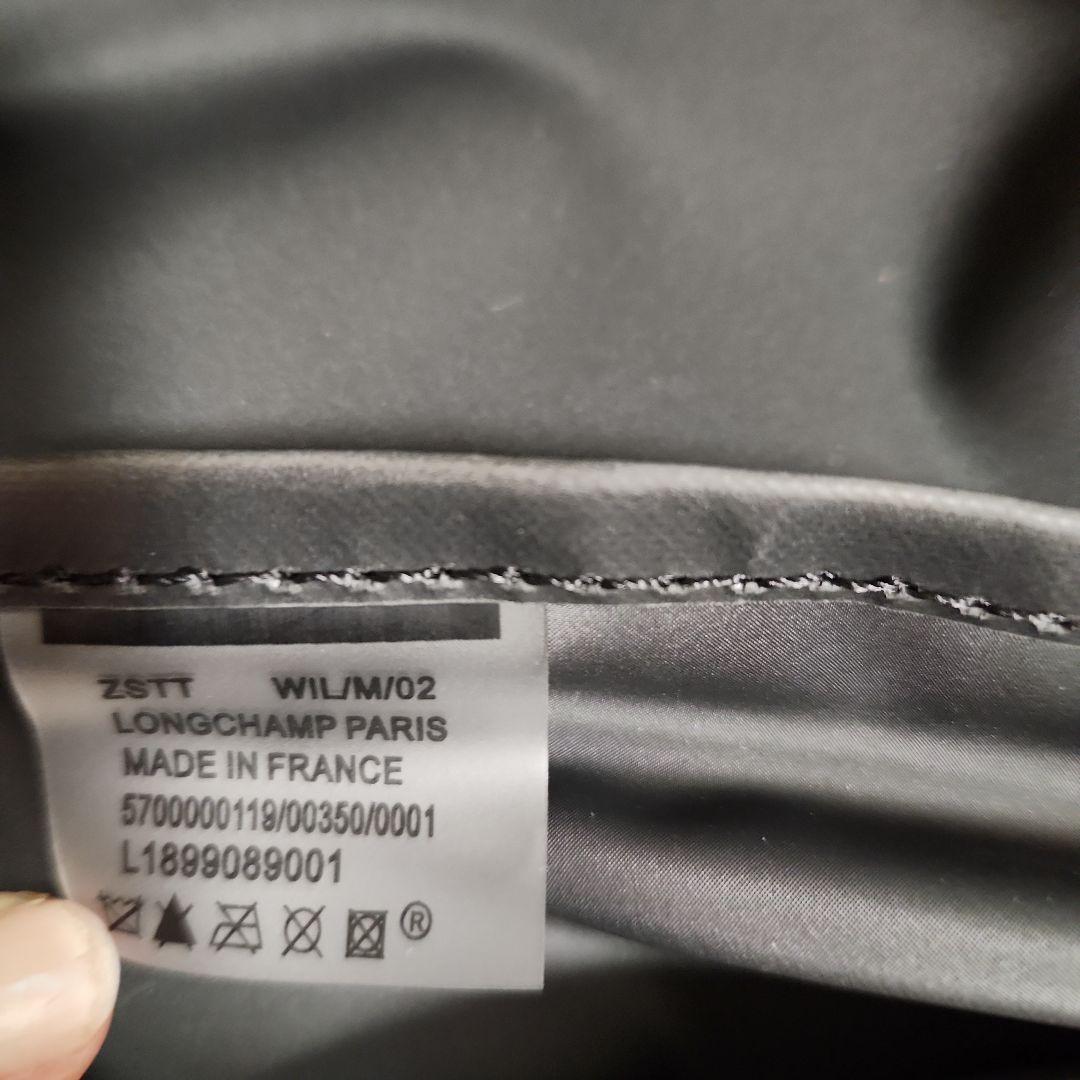 ZSTT WIL/M/02
LONGCHAMP PARIS
MADE IN FRANCE
5700000119/00350/0001
L1899089001
®